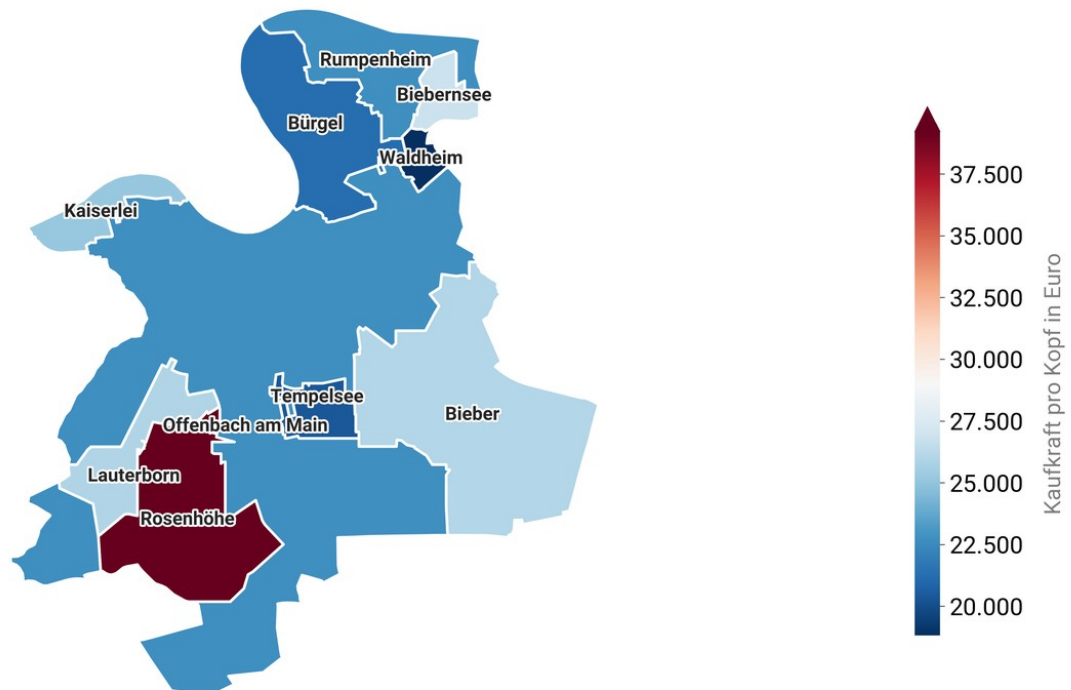 Rumpenheim
Biebernsee
Bürgel
Waldheim
Kaiserlei
Tempelsee
Bieber
Offenbach am Main
Lauterborn
Rosenhöhe
37.500
35.000
32.500
30.000
27.500
25.000
22.500
20.000
Kaufkraft pro Kopf in Euro